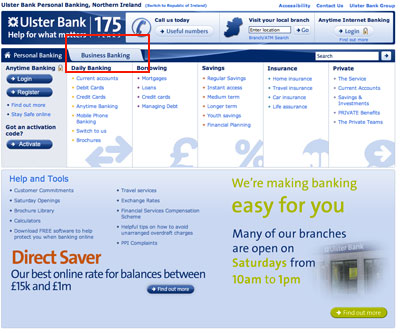 Ulster Bank Personal Banking, Northern Ireland (Switch to Republic of Ireland)
Accessibility Contact Us Ulster Bank Group
Ulster Bank
Help for what matters
175
YEARS
Call us today
Useful numbers
Visit your local branch
Enter location
Go
Branch/ATM Search
Anytime Internet Banking
Login
Find out more
Personal Banking
Business Banking
Search
Anytime Banking
Login
Register
Find out more
Stay Safe online
Got an activation
code?
Activate
Daily Banking
Current accounts
Debit Cards
Credit Cards
Anytime Banking
Mobile Phone
Banking
Switch to us
Brochures
Borrowing
Mortgages
Loans
Credit cards
Managing Debt
Savings
Regular Savings
Instant access
Medium term
Longer term
Youth savings
Financial Planning
Insurance
Home insurance
Travel insurance
Car insurance
Life assurance
Private
The Service
Current Accounts
Savings &
Investments
PRIVATE Benefits
The Private Teams
Help and Tools
Customer Commitments
Saturday Openings
Brochure Library
Calculators
Download FREE software to help
protect you when banking online
Travel services
Exchange Rates
Financial Services Compensation
Scheme
Helpful tips on how to avoid
unarranged overdraft charges
PPI Complaints
Direct Saver
Our best online rate for balances between
£15k and £1m
Find out more
We're making banking
easy for you
Many of our
branches
are open on
Saturdays from
10am to 1pm
Ulster Bank
Find out more